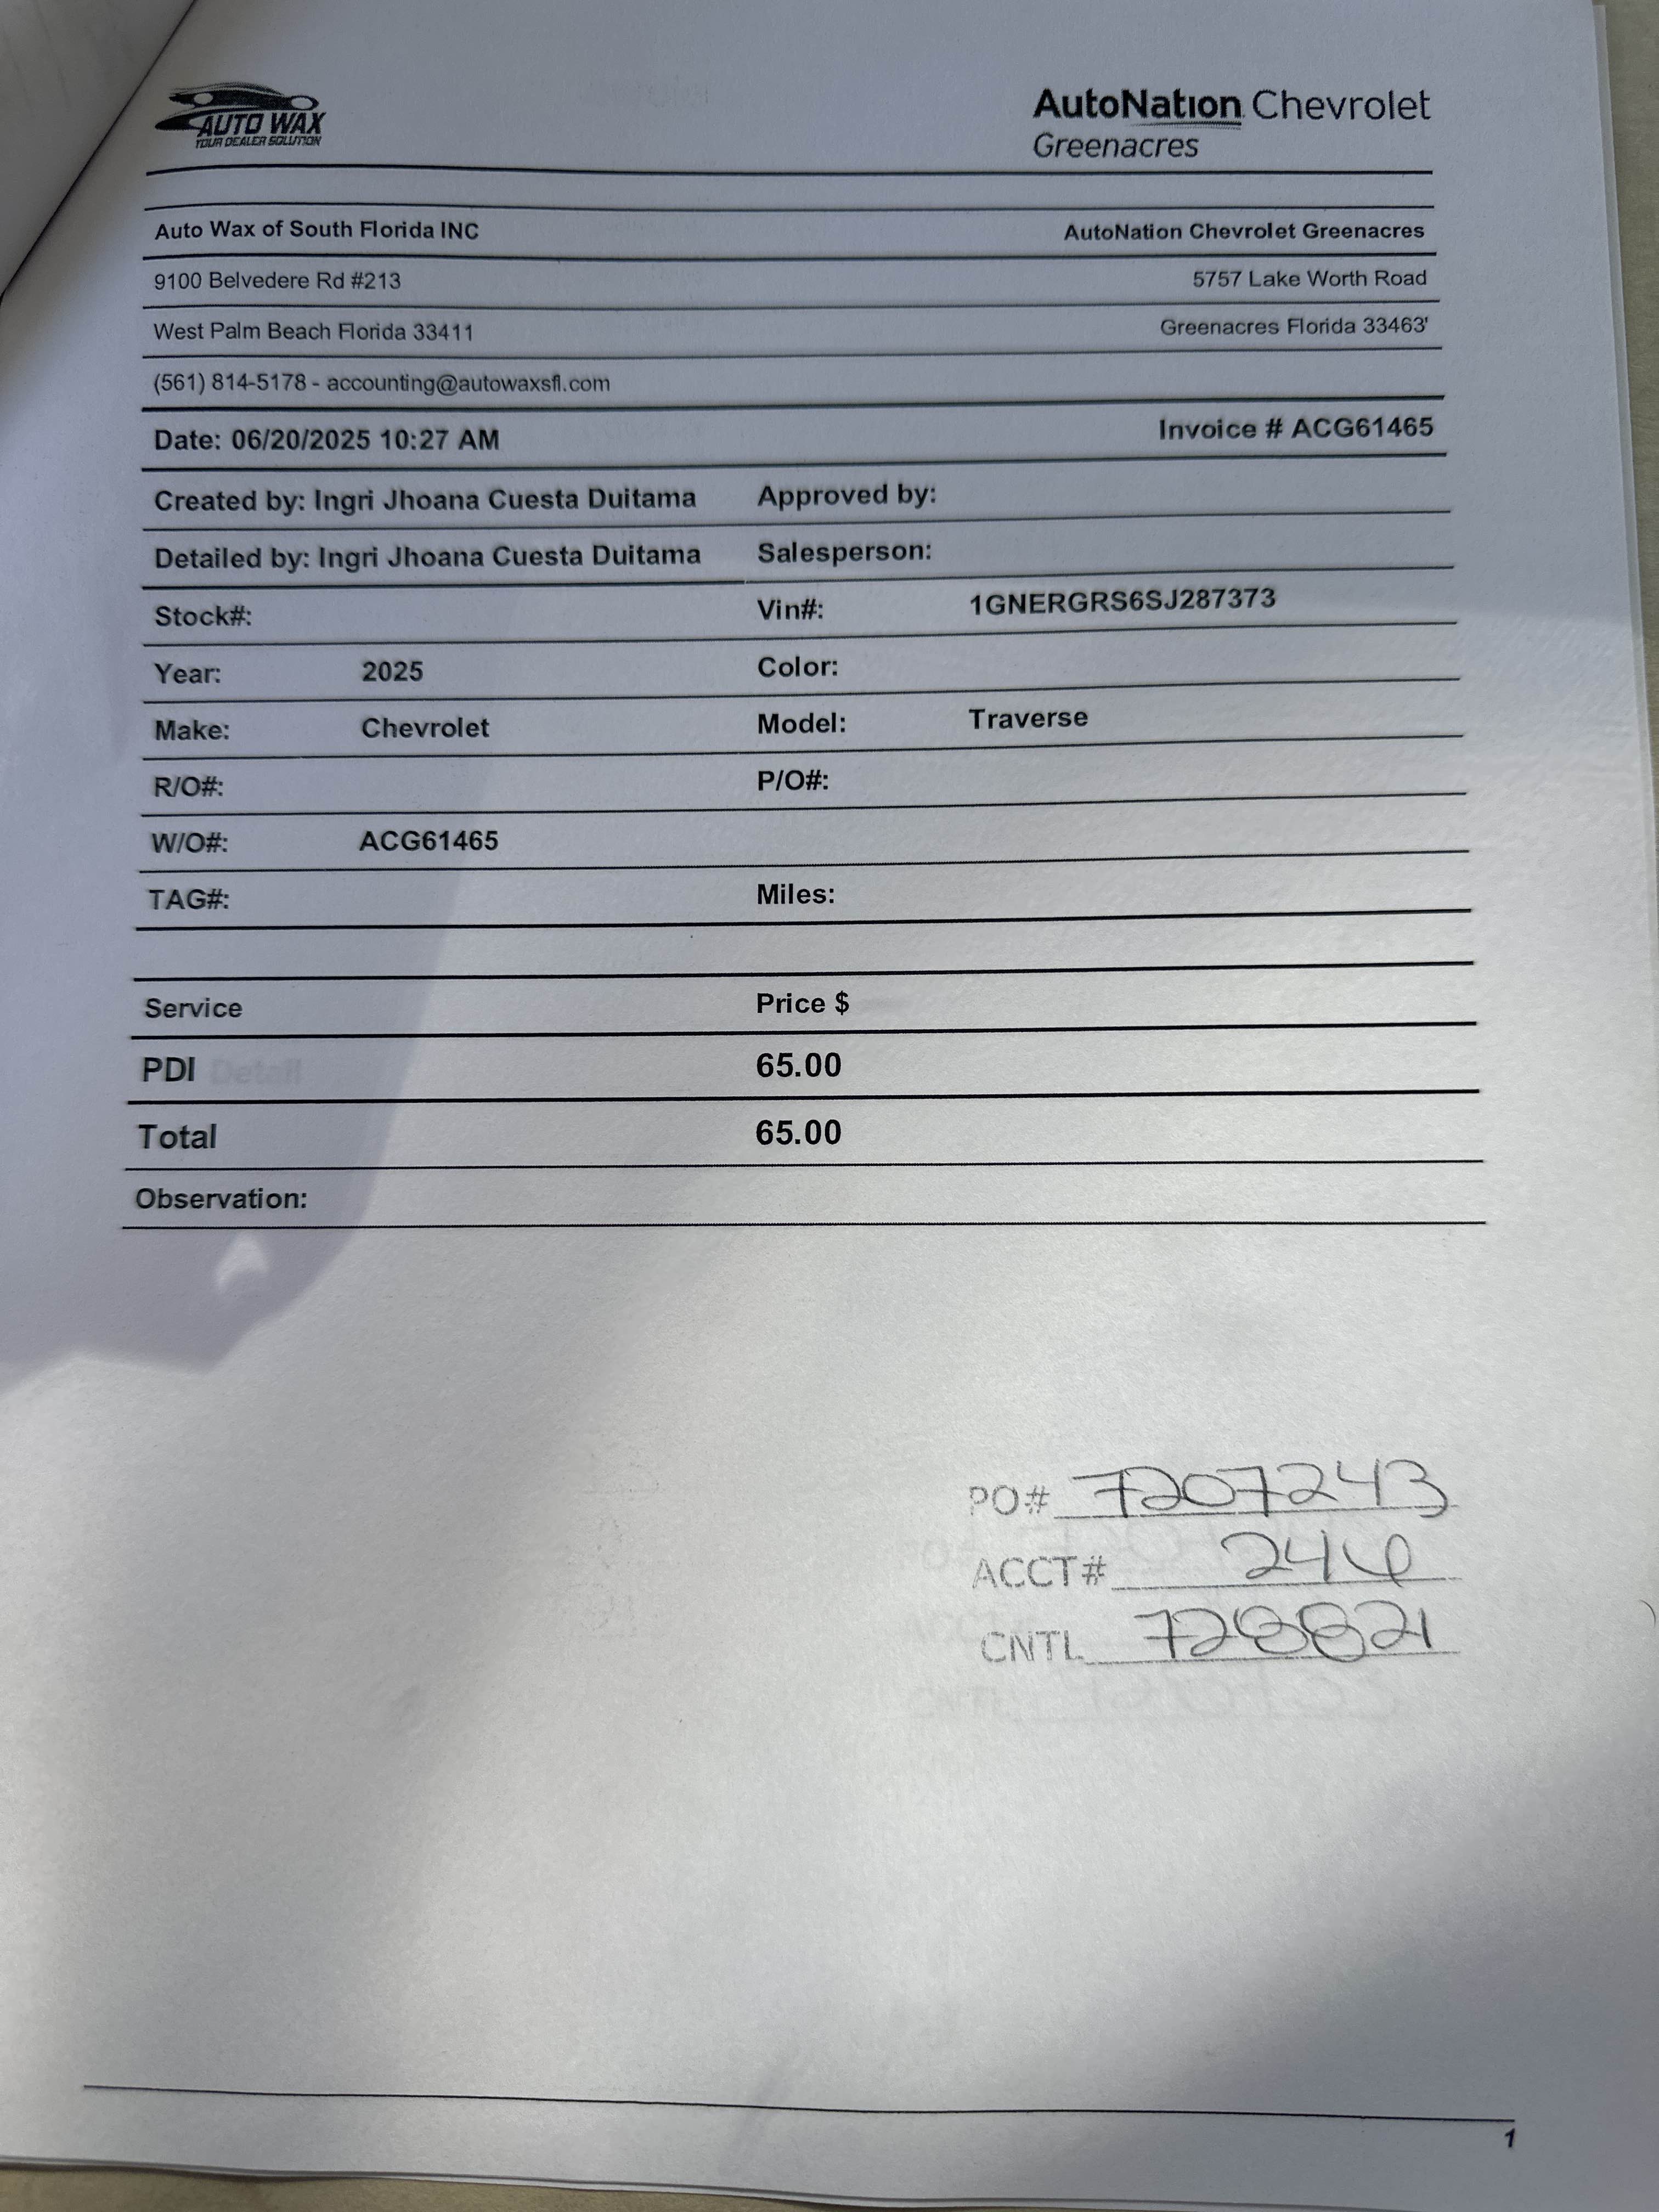 AUTO WAX
YOUR DEALER SOLUTION
AutoNation Chevrolet
Greenacres
Auto Wax of South Florida INC AutoNation Chevrolet Greenacres
9100 Belvedere Rd #213 5757 Lake Worth Road
West Palm Beach Florida 33411 Greenacres Florida 33463'
(561) 814-5178 - accounting@autowaxsfl.com
Date: 06/20/2025 10:27 AM Invoice # ACG61465
Created by: Ingri Jhoana Cuesta Duitama Approved by:
Detailed by: Ingri Jhoana Cuesta Duitama Salesperson:
Stock#: Vin#: 1GNERGRS6SJ287373
Year: 2025 Color:
Make: Chevrolet Model: Traverse
R/O#: P/O#:
W/O#: ACG61465
TAG#: Miles:
Service Price $
PDI 65.00
Total 65.00
Observation:
PO# 7207243
ACCT# 246
CNTL 728821
1